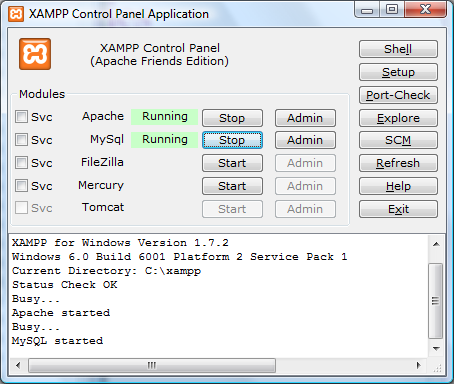 XAMPP Control Panel Application
XAMPP Control Panel
(Apache Friends Edition)
Shell
Setup
Port-Check
Explore
SCM
Refresh
Help
Exit
Modules
Svc Apache Running Stop Admin
Svc MySql Running Stop Admin
Svc FileZilla Start Admin
Svc Mercury Start Admin
Svc Tomcat Start Admin
XAMPP for Windows Version 1.7.2
Windows 6.0 Build 6001 Platform 2 Service Pack 1
Current Directory: C:\xampp
Status Check OK
Busy...
Apache started
Busy...
MySQL started